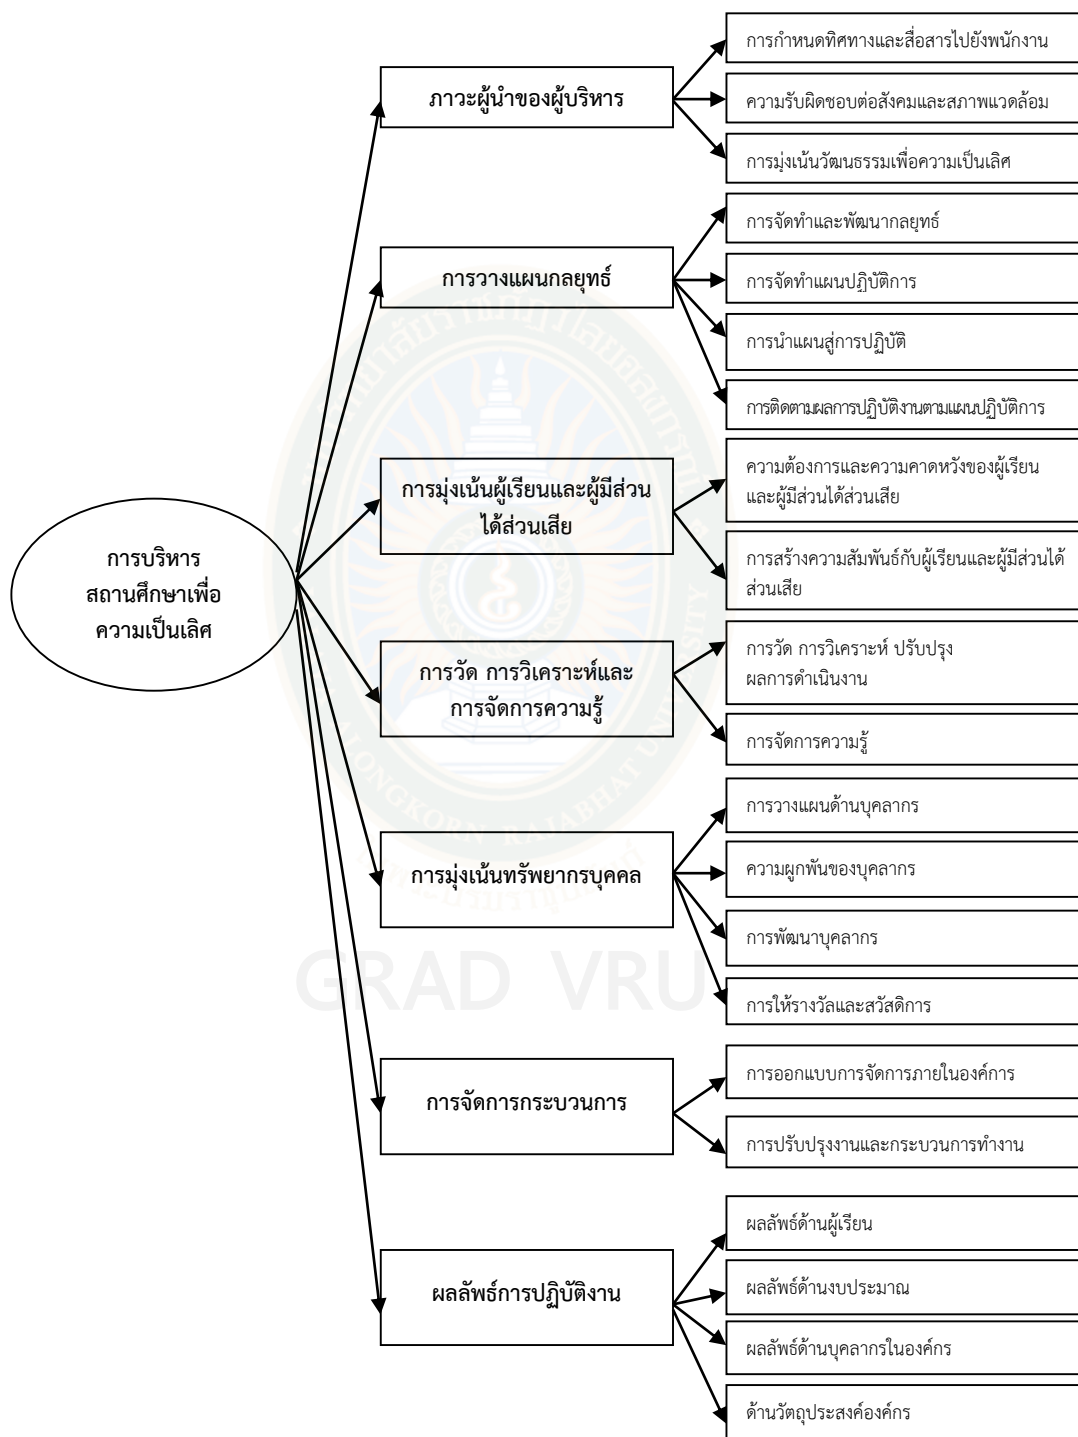 การบริหาร
สถานศึกษาเพื่อ
ความเป็นเลิศ
ภาวะผู้นำของผู้บริหาร
การกำหนดทิศทางและสื่อสารไปยังพนักงาน
ความรับผิดชอบต่อสังคมและสภาพแวดล้อม
การมุ่งเน้นวัฒนธรรมเพื่อความเป็นเลิศ
การวางแผนกลยุทธ์
การจัดทำและพัฒนากลยุทธ์
การจัดทำแผนปฏิบัติการ
การนำแผนสู่การปฏิบัติ
การติดตามผลการปฏิบัติงานตามแผนปฏิบัติการ
การมุ่งเน้นผู้เรียนและผู้มีส่วน
ได้ส่วนเสีย
ความต้องการและความคาดหวังของผู้เรียน
และผู้มีส่วนได้ส่วนเสีย
การสร้างความสัมพันธ์กับผู้เรียนและผู้มีส่วนได้
ส่วนเสีย
การวัด การวิเคราะห์และ
การจัดการความรู้
การวัด การวิเคราะห์ ปรับปรุง
ผลการดำเนินงาน
การจัดการความรู้
การมุ่งเน้นทรัพยากรบุคคล
การวางแผนด้านบุคลากร
ความผูกพันของบุคลากร
การพัฒนาบุคลากร
การให้รางวัลและสวัสดิการ
การจัดการกระบวนการ
การออกแบบการจัดการภายในองค์การ
การปรับปรุงงานและกระบวนการทำงาน
ผลลัพธ์การปฏิบัติงาน
ผลลัพธ์ด้านผู้เรียน
ผลลัพธ์ด้านงบประมาณ
ผลลัพธ์ด้านบุคลากรในองค์กร
ด้านวัตถุประสงค์องค์กร
GRAD VRU